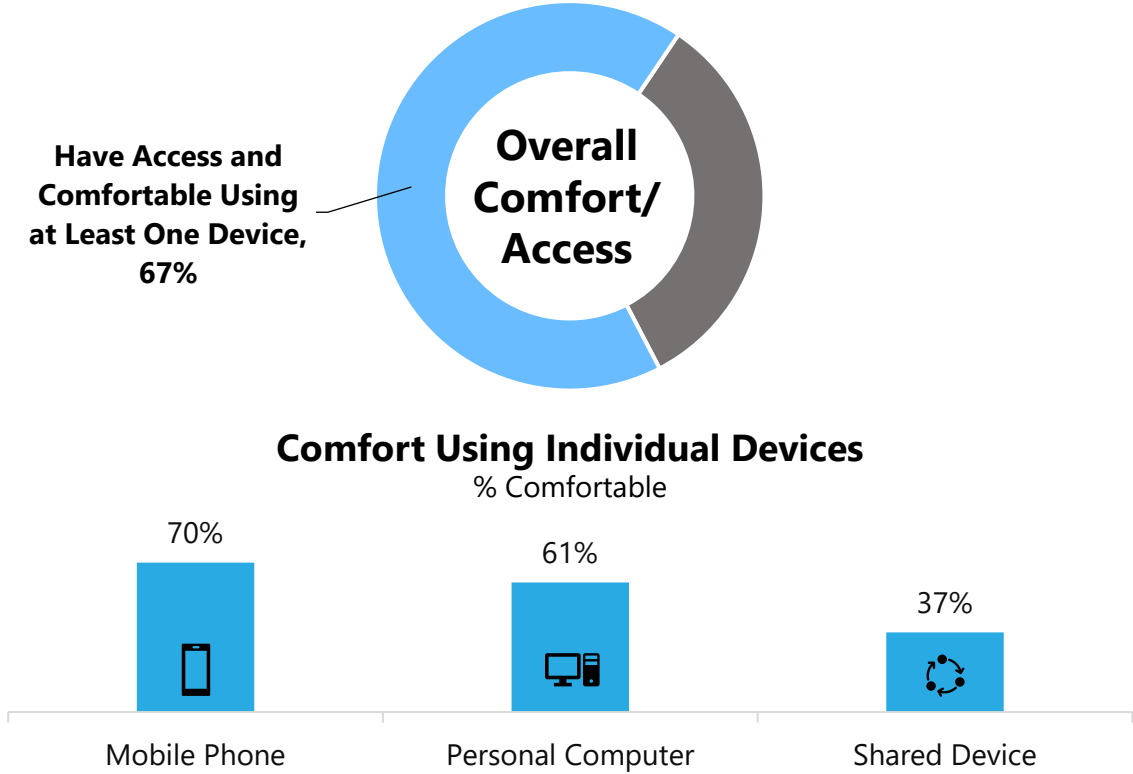 Overall
Comfort/
Access
Have Access and
Comfortable Using
at Least One Device,
67%
Comfort Using Individual Devices
% Comfortable
70%
61%
37%
Mobile Phone
Personal Computer
Shared Device